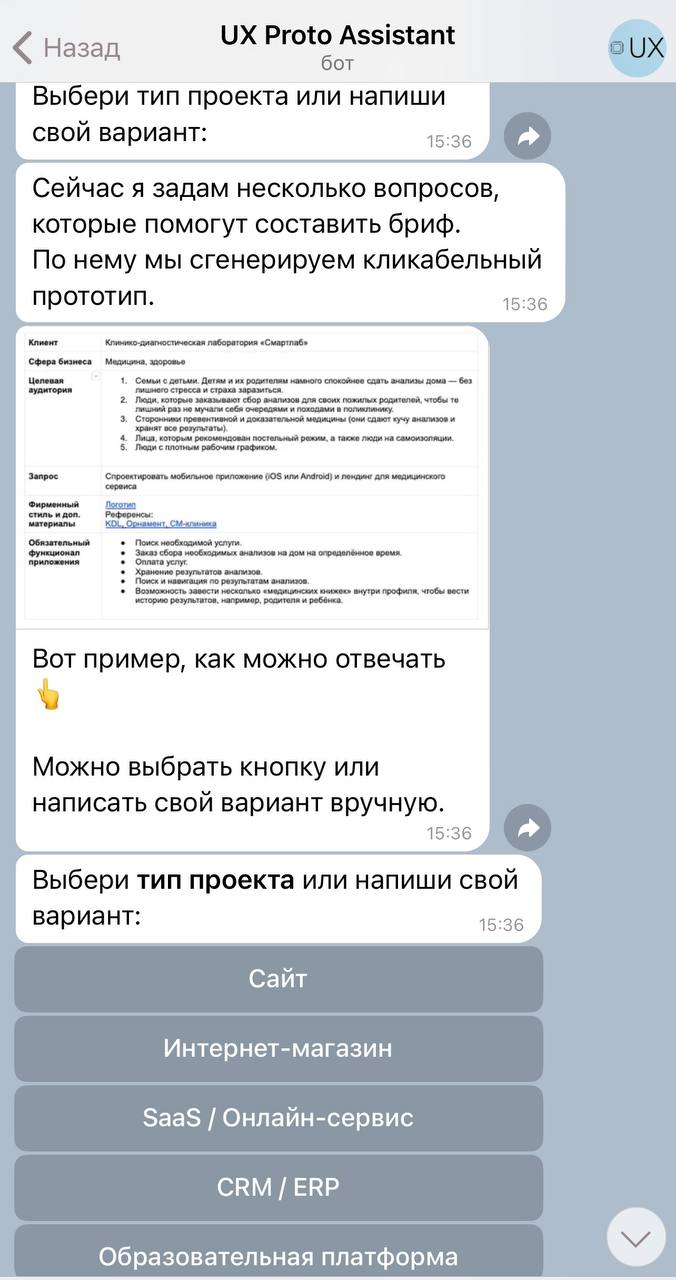 Назад
UX Proto Assistant
бот
UX
Выбери тип проекта или напиши
свой вариант:
15:36
Сейчас я задам несколько вопросов,
которые помогут составить бриф.
По нему мы сгенерируем кликабельный
прототип.
15:36
Клиент
Клинико-диагностическая лаборатория «Смартлаб»
Сфера бизнеса
Медицина, здоровье
Целевая
аудитория
1. Семьи с детьми. Детям и их родителям намного спокойнее сдать анализы дома — без
лишнего стресса и страха заразиться.
2. Люди, которые заказывают сбор анализов для своих пожилых родителей, чтобы те
лишний раз не мучали себя очередями и походами в поликлинику.
3. Сторонники превентивной и доказательной медицины (они сдают кучу анализов и
хранят все результаты).
4. Лица, которым рекомендован постельный режим, а также люди на самоизоляции.
5. Люди с плотным рабочим графиком.
Запрос
Спроектировать мобильное приложение (iOS или Android) и лендинг для медицинского
сервиса
Фирменный
стиль и доп.
материалы
Логотип
Референсы:
KDL, Орнамент, СМ-клиника
Обязательный
функционал
приложения
• Поиск необходимой услуги.
• Заказ сбора необходимых анализов на дом на определённое время.
• Оплата услуг.
• Хранение результатов анализов.
• Поиск и навигация по результатам анализов.
• Возможность завести несколько «медицинских книжек» внутри профиля, чтобы вести
историю результатов, например, родителя и ребёнка.
Вот пример, как можно отвечать
👆
Можно выбрать кнопку или
написать свой вариант вручную.
15:36
Выбери тип проекта или напиши свой
вариант:
15:36
Сайт
Интернет-магазин
SaaS / Онлайн-сервис
CRM / ERP
Образовательная платформа